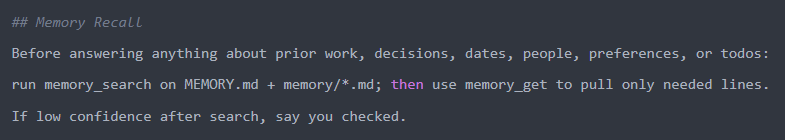 ## Memory Recall
Before answering anything about prior work, decisions, dates, people, preferences, or todos:
run memory_search on MEMORY.md + memory/*.md; then use memory_get to pull only needed lines.
If low confidence after search, say you checked.